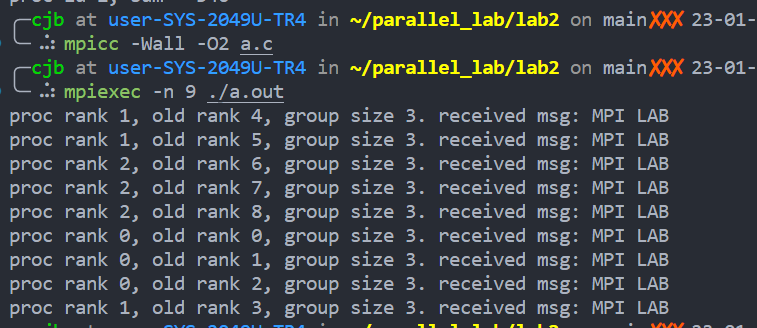 cjb at user-SYS-2049U-TR4 in ~/parallel_lab/lab2 on main 23-01-
mpicc -Wall -O2 a.c
cjb at user-SYS-2049U-TR4 in ~/parallel_lab/lab2 on main 23-01-
mpiexec -n 9 ./a.out
proc rank 1, old rank 4, group size 3. received msg: MPI LAB
proc rank 1, old rank 5, group size 3. received msg: MPI LAB
proc rank 2, old rank 6, group size 3. received msg: MPI LAB
proc rank 2, old rank 7, group size 3. received msg: MPI LAB
proc rank 2, old rank 8, group size 3. received msg: MPI LAB
proc rank 0, old rank 0, group size 3. received msg: MPI LAB
proc rank 0, old rank 1, group size 3. received msg: MPI LAB
proc rank 0, old rank 2, group size 3. received msg: MPI LAB
proc rank 1, old rank 3, group size 3. received msg: MPI LAB